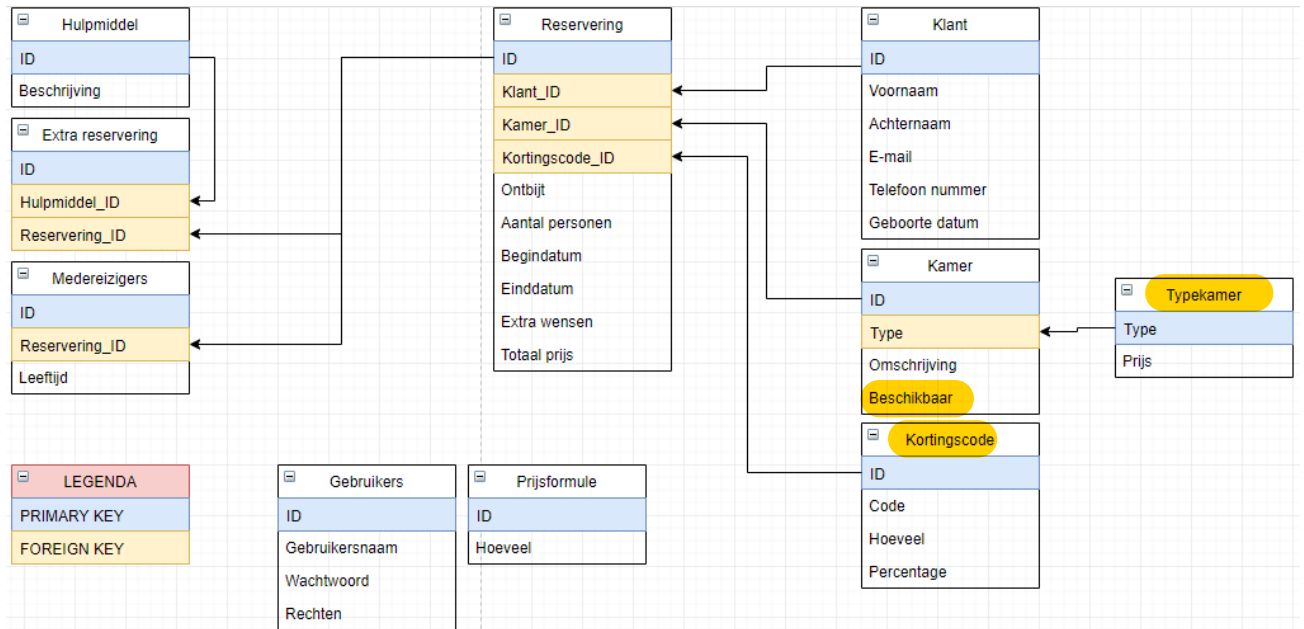 Hulpmiddel
ID
Beschrijving
Extra reservering
ID
Hulpmiddel_ID
Reservering_ID
Medereizigers
ID
Reservering_ID
Leeftijd
LEGENDA
PRIMARY KEY
FOREIGN KEY
Gebruikers
ID
Gebruikersnaam
Wachtwoord
Rechten
Prijsformule
ID
Hoeveel
Reservering
ID
Klant_ID
Kamer_ID
Kortingscode_ID
Ontbijt
Aantal personen
Begindatum
Einddatum
Extra wensen
Totaal prijs
Klant
ID
Voornaam
Achternaam
E-mail
Telefoon nummer
Geboorte datum
Kamer
ID
Type
Omschrijving
Beschikbaar
Kortingscode
ID
Code
Hoeveel
Percentage
Typekamer
Type
Prijs